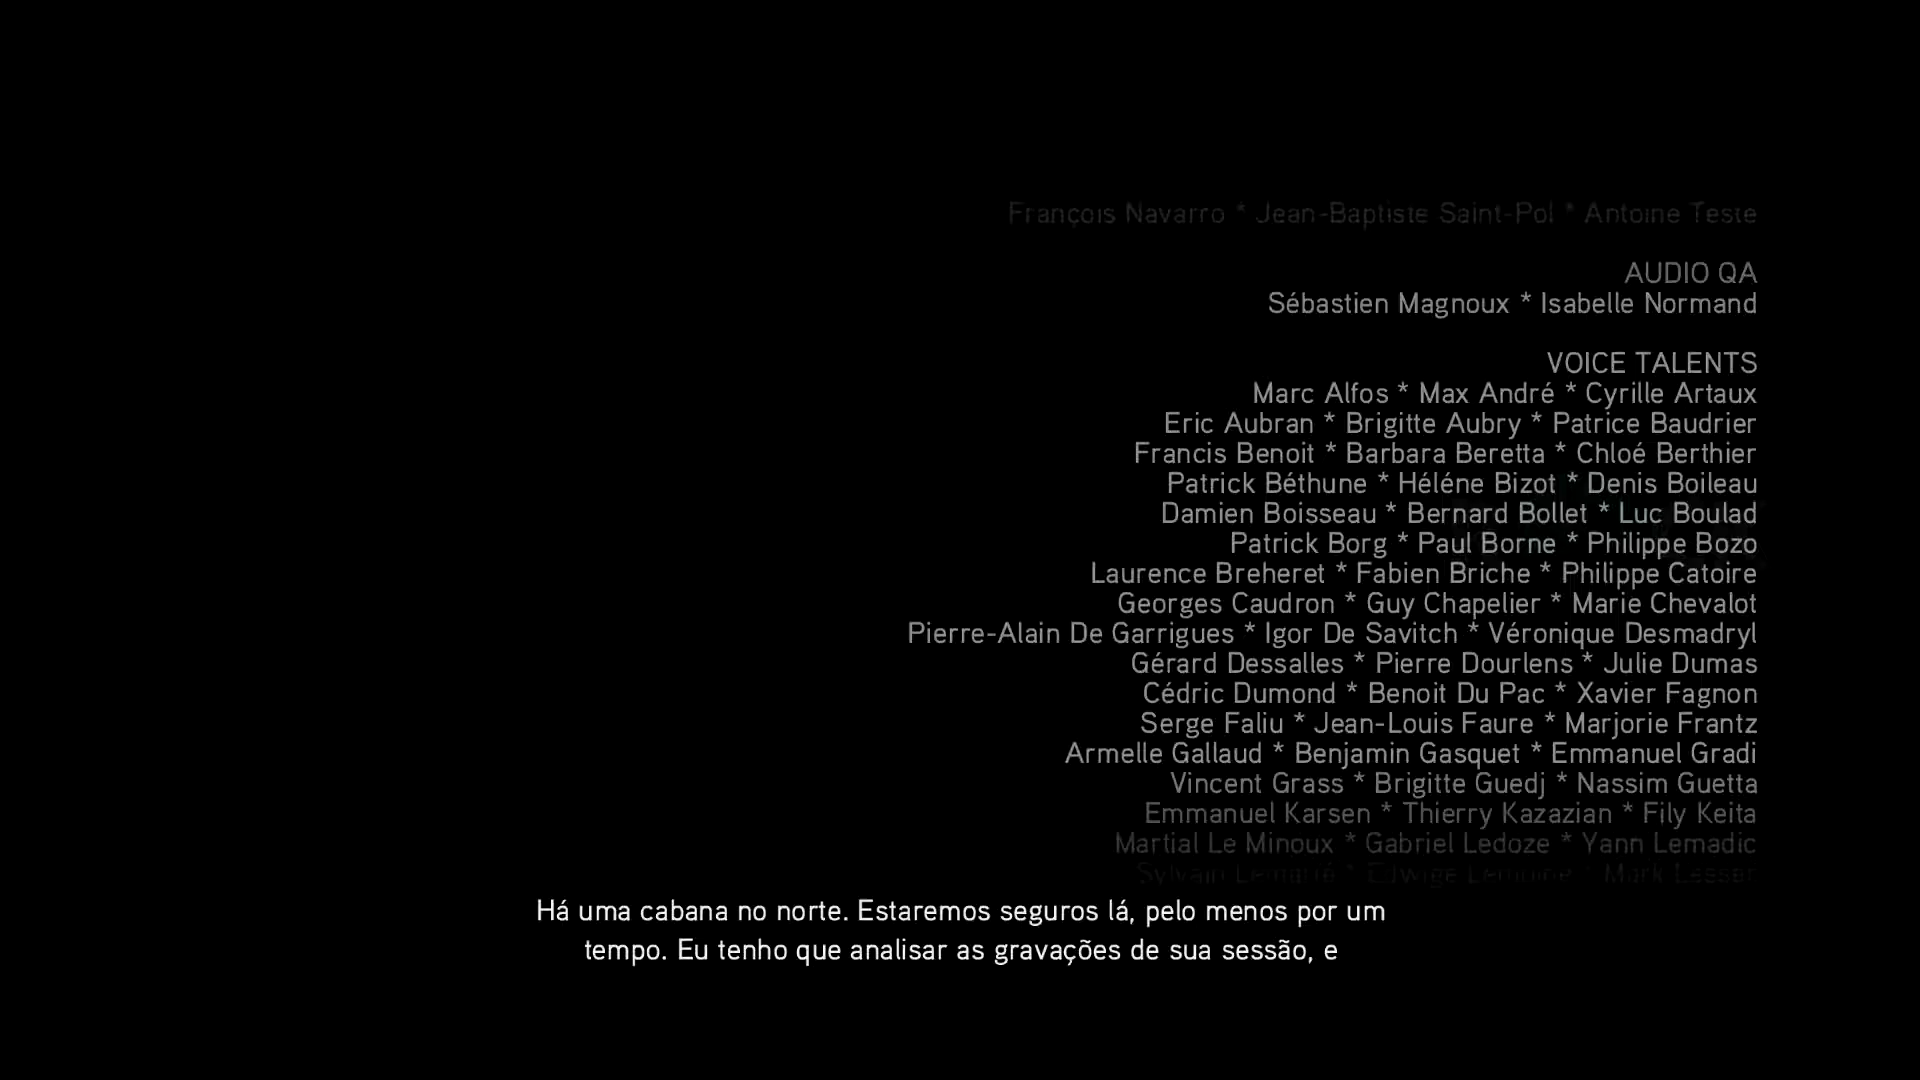 François Navarro * Jean-Baptiste Saint-Pol * Antoine Teste
AUDIO QA
Sébastien Magnoux * Isabelle Normand
VOICE TALENTS
Marc Alfos * Max André * Cyrille Artaux
Eric Aubran * Brigitte Aubry * Patrice Baudrier
Francis Benoit * Barbara Beretta * Chloé Berthier
Patrick Béthune * Héléne Bizot * Denis Boileau
Damien Boisseau * Bernard Bollet * Luc Boulad
Patrick Borg * Paul Borne * Philippe Bozo
Laurence Breheret * Fabien Briche * Philippe Catoire
Georges Caudron * Guy Chapelier * Marie Chevalot
Pierre-Alain De Garrigues * Igor De Savitch * Véronique Desmadryl
Gérard Dessalles * Pierre Dourlens * Julie Dumas
Cédric Dumond * Benoit Du Pac * Xavier Fagnon
Serge Faliu * Jean-Louis Faure * Marjorie Frantz
Armelle Gallaud * Benjamin Gasquet * Emmanuel Gradi
Vincent Grass * Brigitte Guedj * Nassim Guetta
Emmanuel Karsen * Thierry Kazazian * Fily Keita
Martial Le Minoux * Gabriel Ledoze * Yann Lemadic
Sylvain * Edwige Lemoine * Mark Lesser
Há uma cabana no norte. Estaremos seguros lá, pelo menos por um
tempo. Eu tenho que analisar as gravações de sua sessão, e